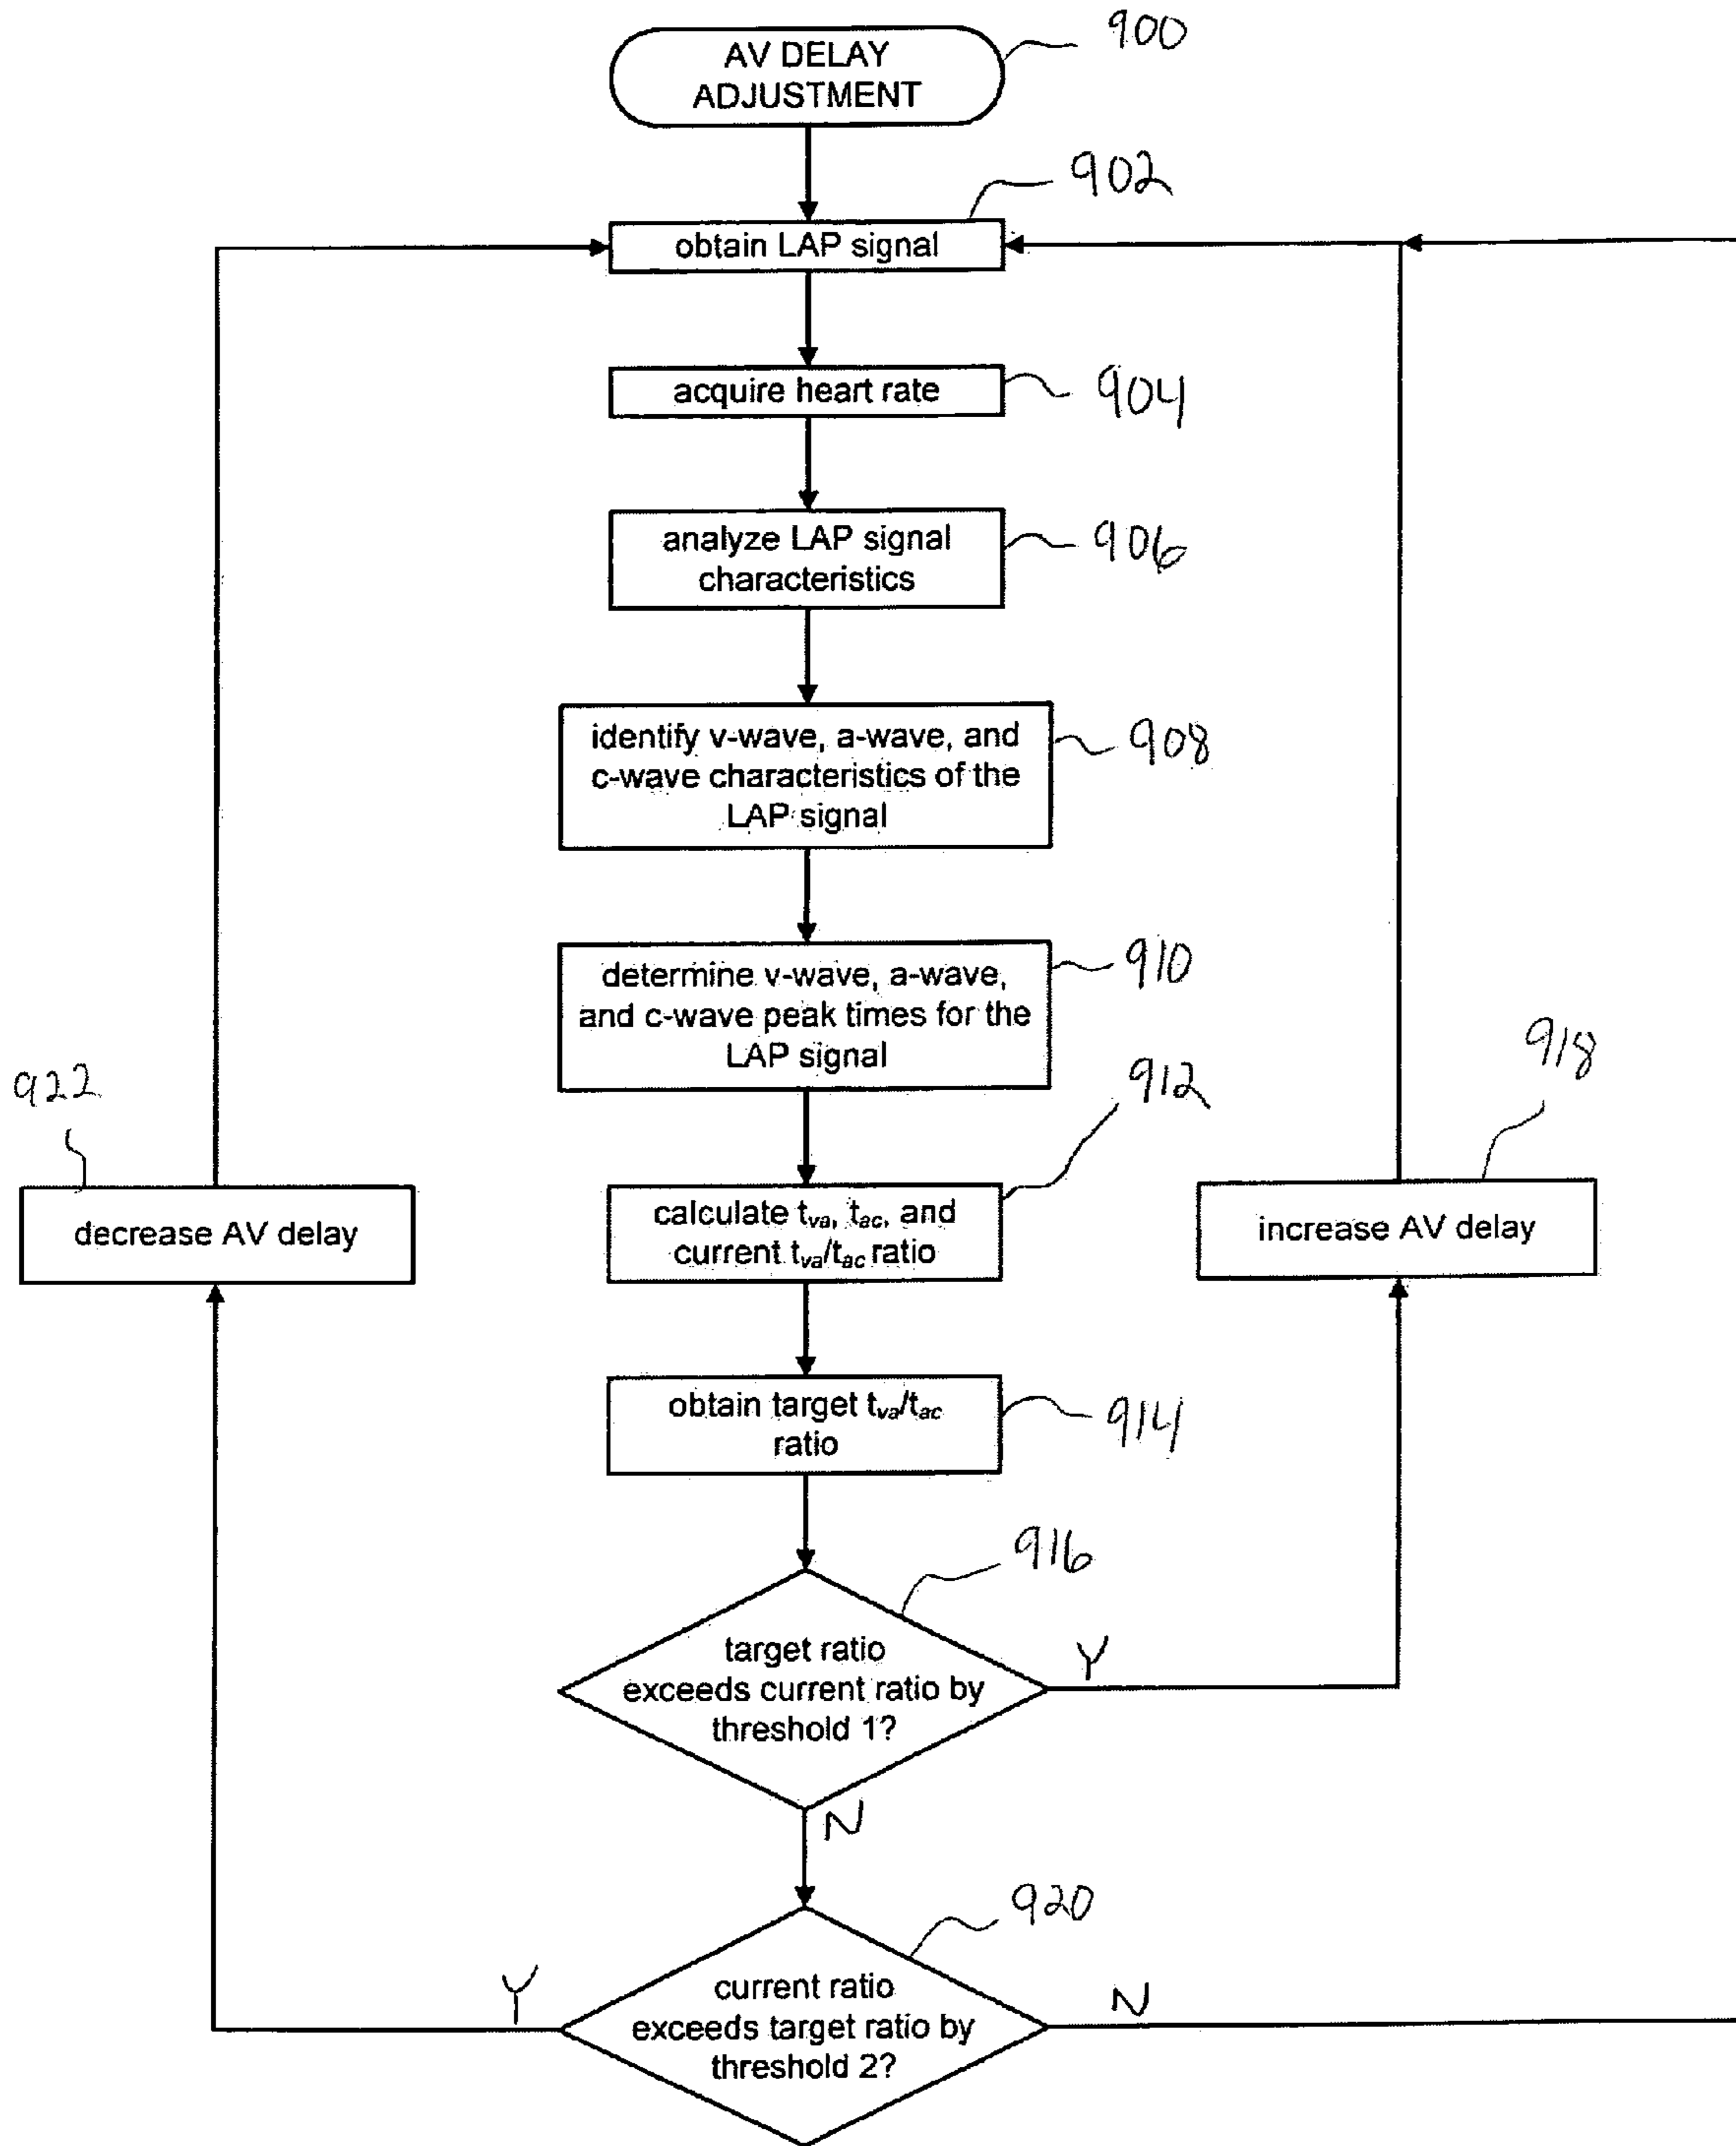 AV DELAY
ADJUSTMENT
900
902
obtain LAP signal
acquire heart rate
904
analyze LAP signal
characteristics
906
identify v-wave, a-wave, and
c-wave characteristics of the
LAP signal
908
determine v-wave, a-wave,
and c-wave peak times for the
LAP signal
910
912
918
922
decrease AV delay
calculate tva, tac, and
current tva/tac ratio
increase AV delay
obtain target tva/tac
ratio
914
916
target ratio
exceeds current ratio by
threshold 1?
Y
N
920
current ratio
exceeds target ratio by
threshold 2?
Y
N